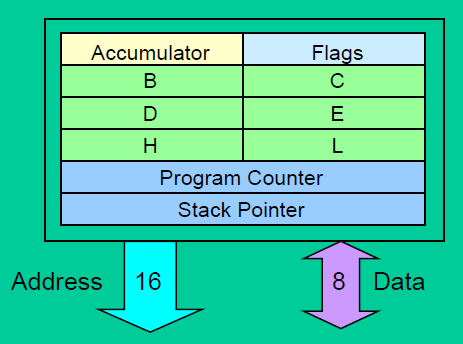 Accumulator Flags
B C
D E
H L
Program Counter
Stack Pointer
Address 16 8 Data